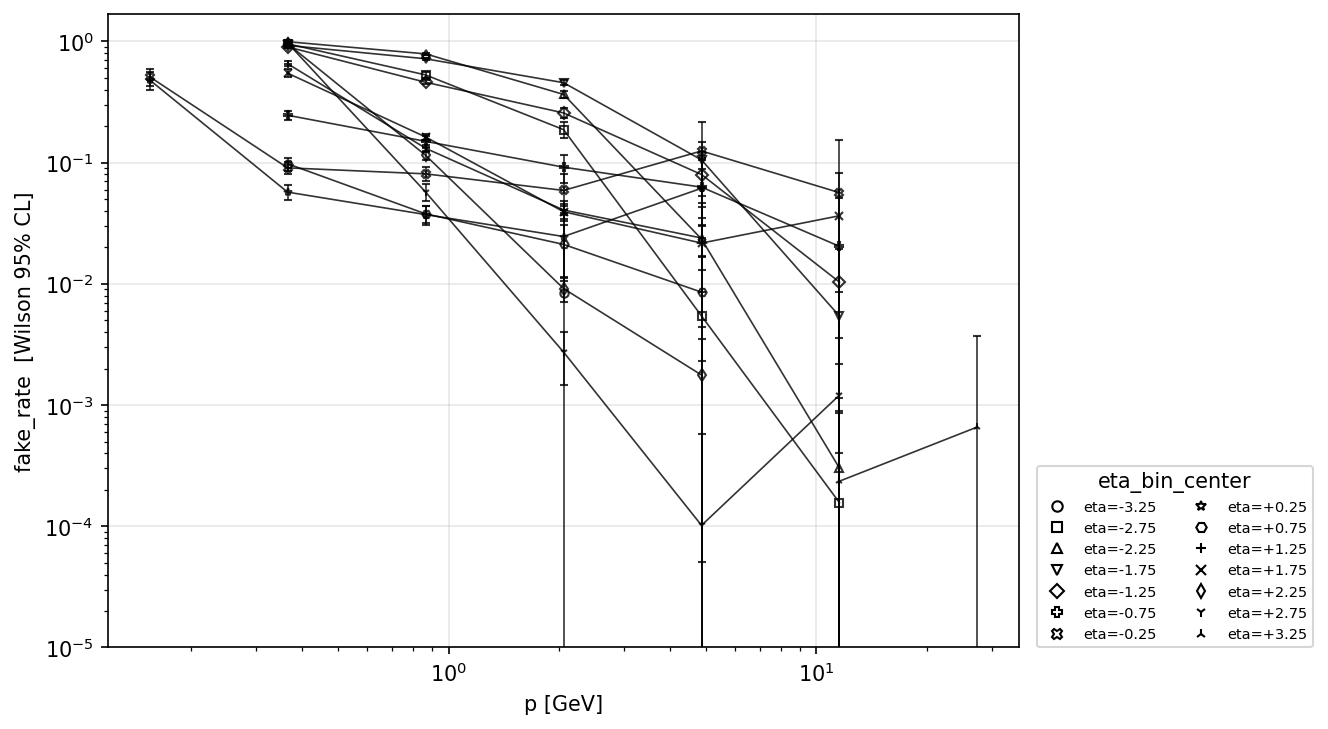 10⁰
10⁻¹
10⁻²
10⁻³
10⁻⁴
10⁻⁵
fake_rate  [Wilson 95% CL]
10⁰
10¹
p [GeV]
eta_bin_center
eta=-3.25
eta=-2.75
eta=-2.25
eta=-1.75
eta=-1.25
eta=-0.75
eta=-0.25
eta=+0.25
eta=+0.75
eta=+1.25
eta=+1.75
eta=+2.25
eta=+2.75
eta=+3.25